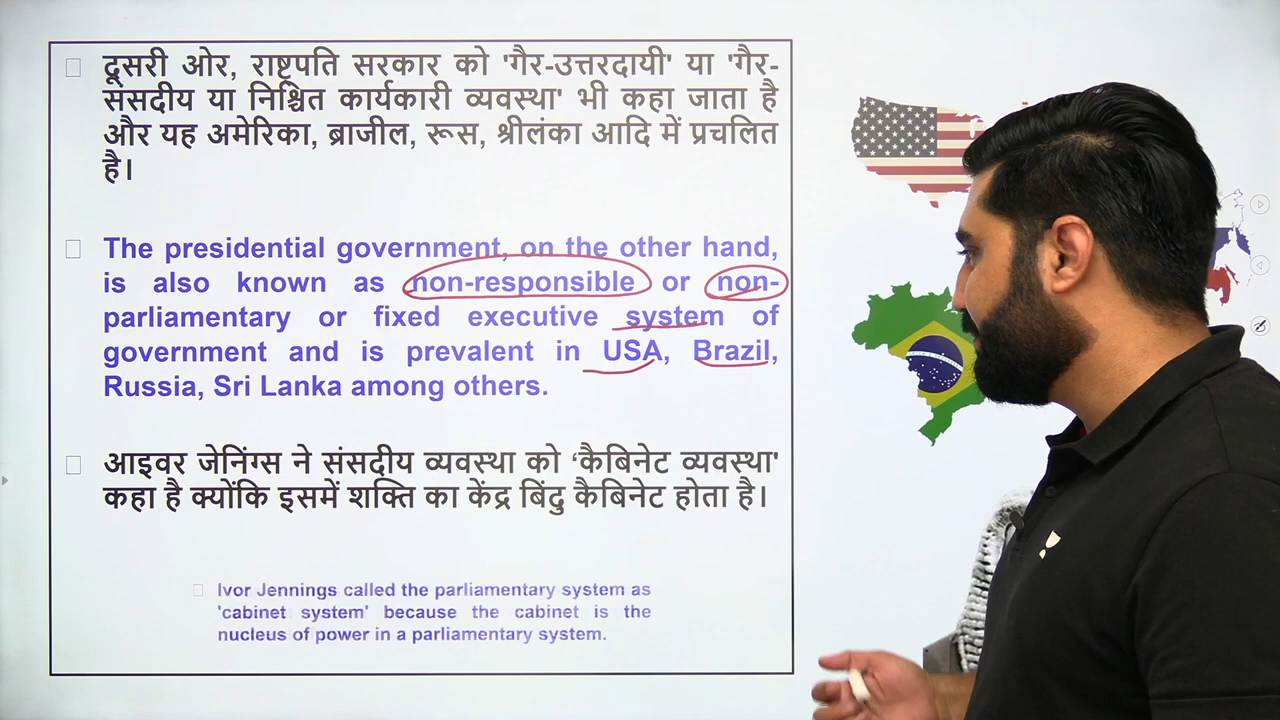 दूसरी ओर, राष्ट्रपति सरकार को 'गैर-उत्तरदायी' या 'गैर-
संसदीय या निश्चित कार्यकारी व्यवस्था' भी कहा जाता है
और यह अमेरिका, ब्राजील, रूस, श्रीलंका आदि में प्रचलित
है।
The presidential government, on the other hand,
is also known as non-responsible or non-
parliamentary or fixed executive system of
government and is prevalent in USA, Brazil,
Russia, Sri Lanka among others.
आइवर जेनिंग्स ने संसदीय व्यवस्था को ‘कैबिनेट व्यवस्था'
कहा है क्योंकि इसमें शक्ति का केंद्र बिंदु कैबिनेट होता है।
Ivor Jennings called the parliamentary system as
'cabinet system' because the cabinet is the
nucleus of power in a parliamentary system.